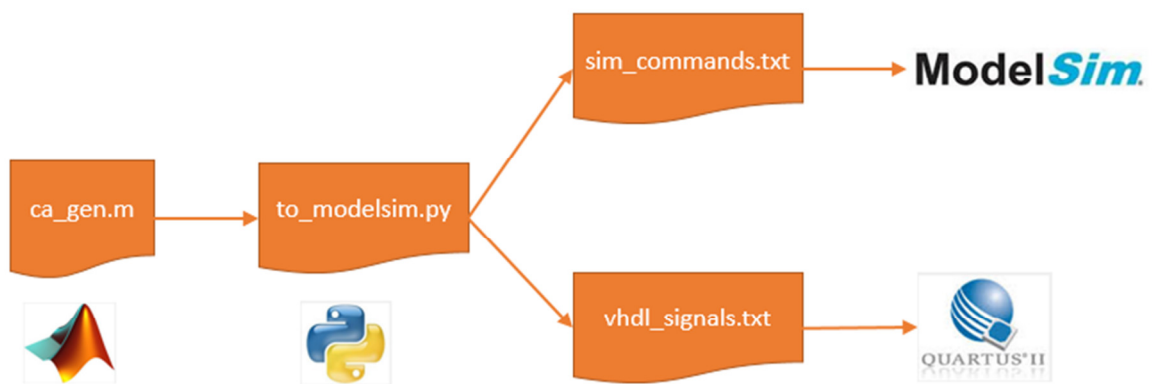 sim_commands.txt
ModelSim.
ca_gen.m
to_modelsim.py
vhdl_signals.txt
QUARTUS® II